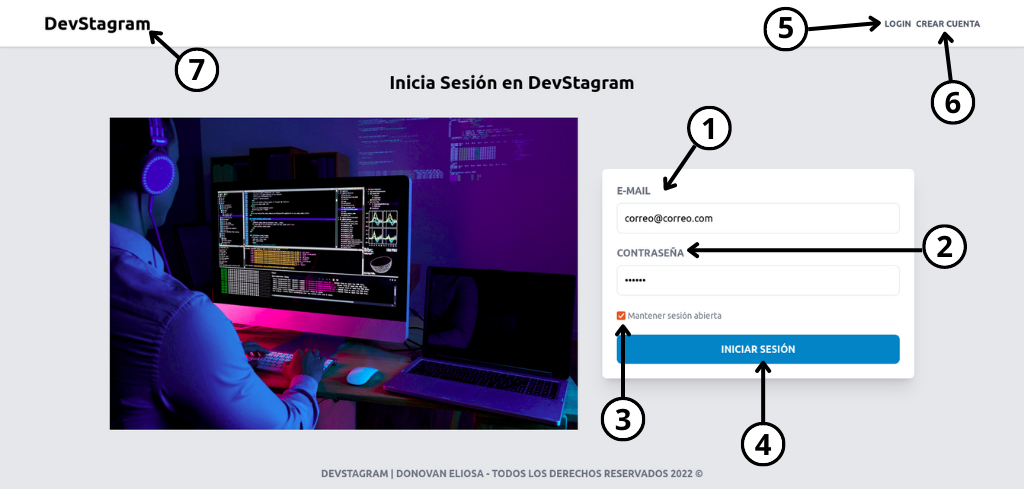 DevStagram
LOGIN CREAR CUENTA
5
7
6
Inicia Sesión en DevStagram
1
E-MAIL
correo@correo.com
2
CONTRASEÑA
••••••
Mantener sesión abierta
INICIAR SESIÓN
3
4
DEVSTAGRAM | DONOVAN ELIOSA - TODOS LOS DERECHOS RESERVADOS 2022 ©